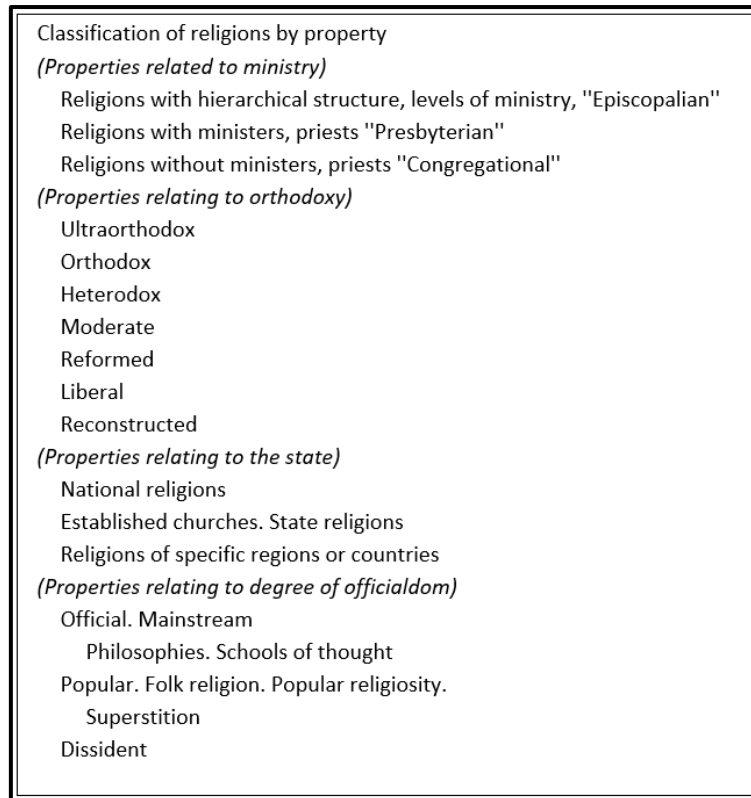 Classification of religions by property
(Properties related to ministry)
Religions with hierarchical structure, levels of ministry, "Episcopalian"
Religions with ministers, priests "Presbyterian"
Religions without ministers, priests "Congregational"
(Properties relating to orthodoxy)
Ultraorthodox
Orthodox
Heterodox
Moderate
Reformed
Liberal
Reconstructed
(Properties relating to the state)
National religions
Established churches. State religions
Religions of specific regions or countries
(Properties relating to degree of officialdom)
Official. Mainstream
Philosophies. Schools of thought
Popular. Folk religion. Popular religiosity.
Superstition
Dissident